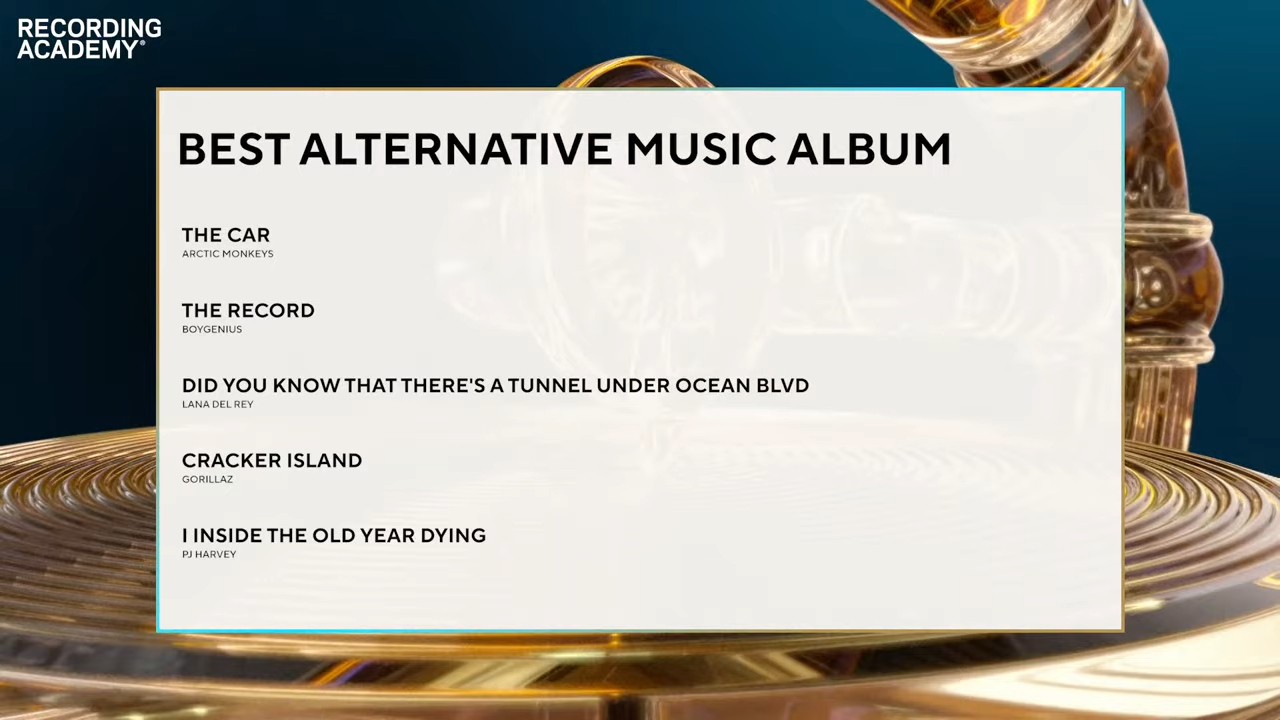 RECORDING
ACADEMY®
BEST ALTERNATIVE MUSIC ALBUM
THE CAR
ARCTIC MONKEYS
THE RECORD
BOYGENIUS
DID YOU KNOW THAT THERE'S A TUNNEL UNDER OCEAN BLVD
LANA DEL REY
CRACKER ISLAND
GORILLAZ
I INSIDE THE OLD YEAR DYING
PJ HARVEY